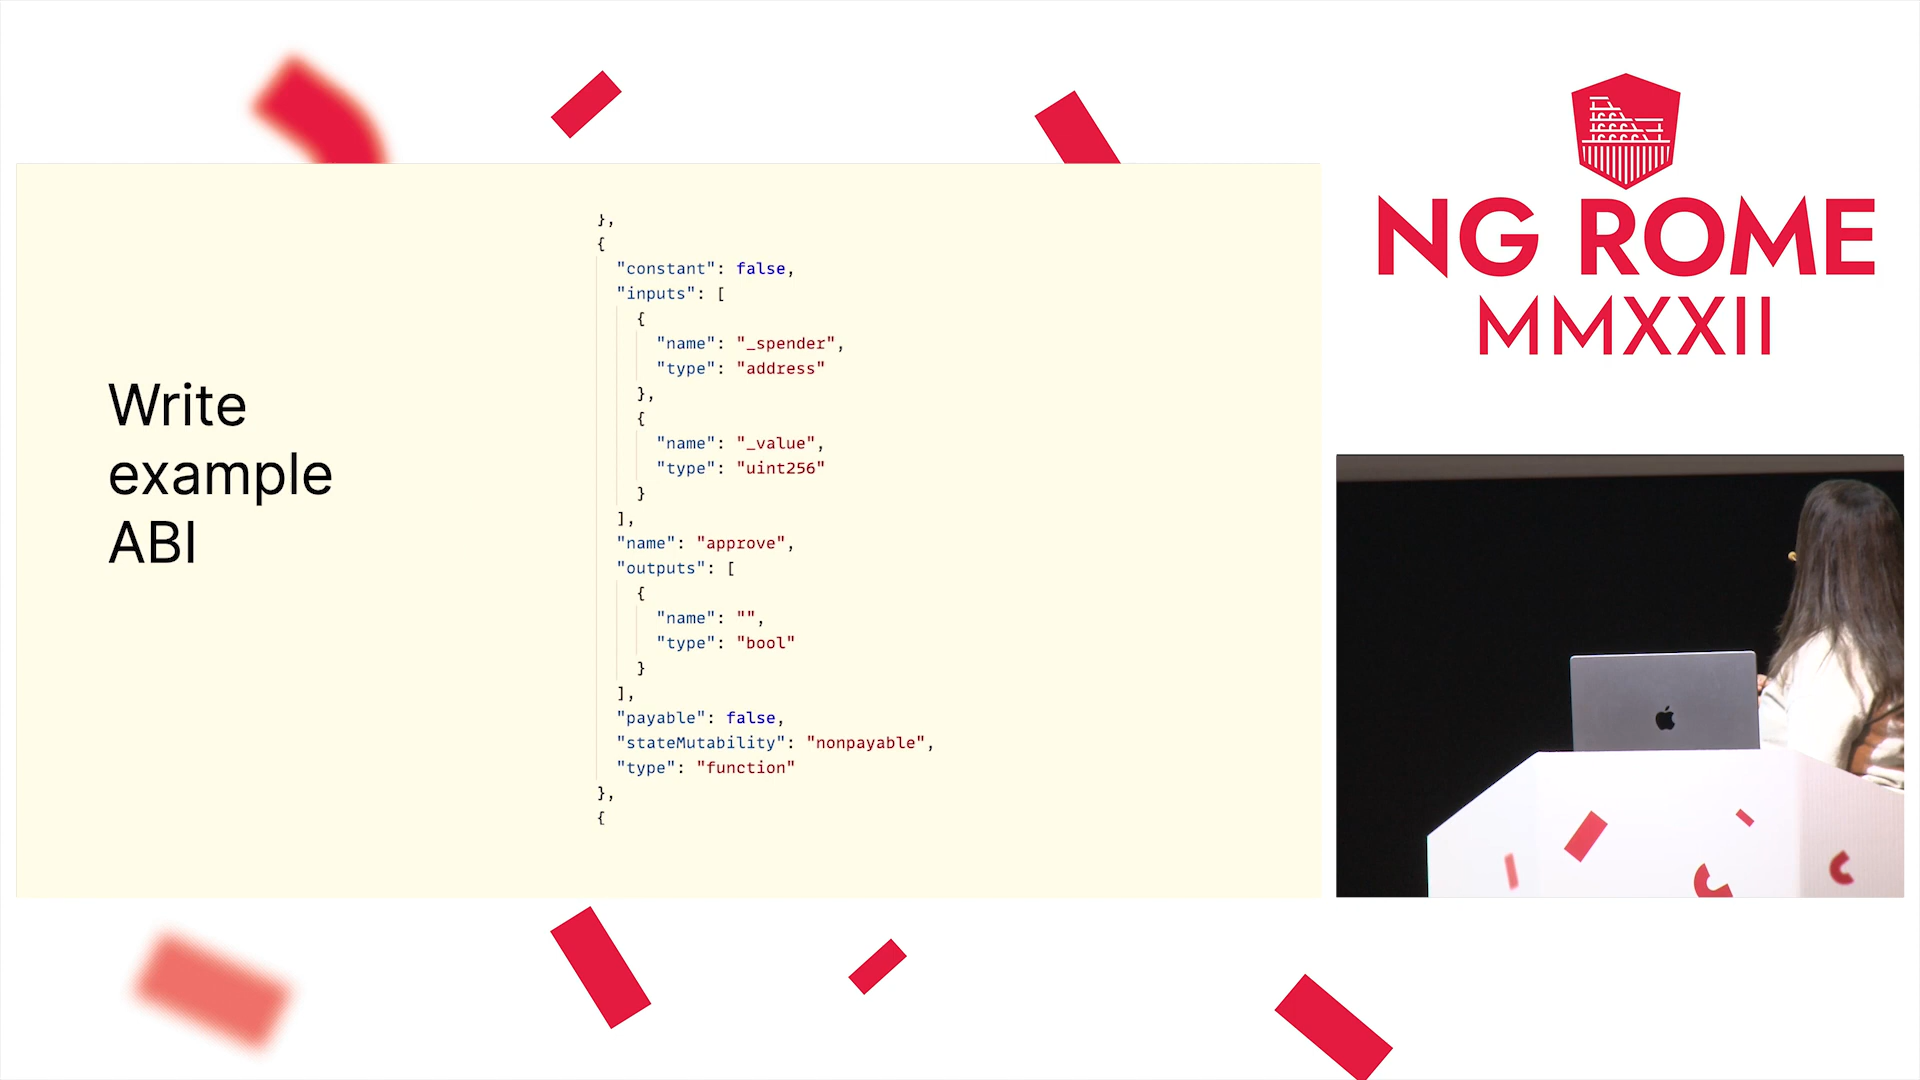 Write
example
ABI
},
{
"constant": false,
"inputs": [
{
"name": "_spender",
"type": "address"
},
{
"name": "_value",
"type": "uint256"
}
],
"name": "approve",
"outputs": [
{
"name": "",
"type": "bool"
}
],
"payable": false,
"stateMutability": "nonpayable",
"type": "function"
},
{
NG ROME
MMXXII